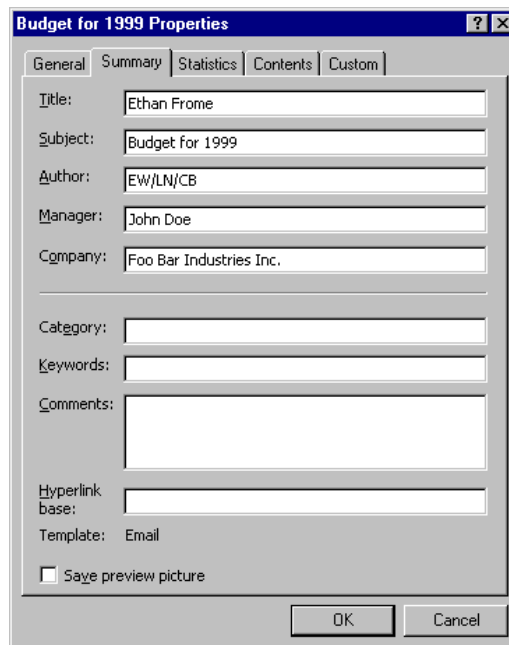 Budget for 1999 Properties
General Summary Statistics Contents Custom
Title: Ethan Frome
Subject: Budget for 1999
Author: EW/LN/CB
Manager: John Doe
Company: Foo Bar Industries Inc.
Category:
Keywords:
Comments:
Hyperlink
base:
Template: Email
Save preview picture
OK Cancel